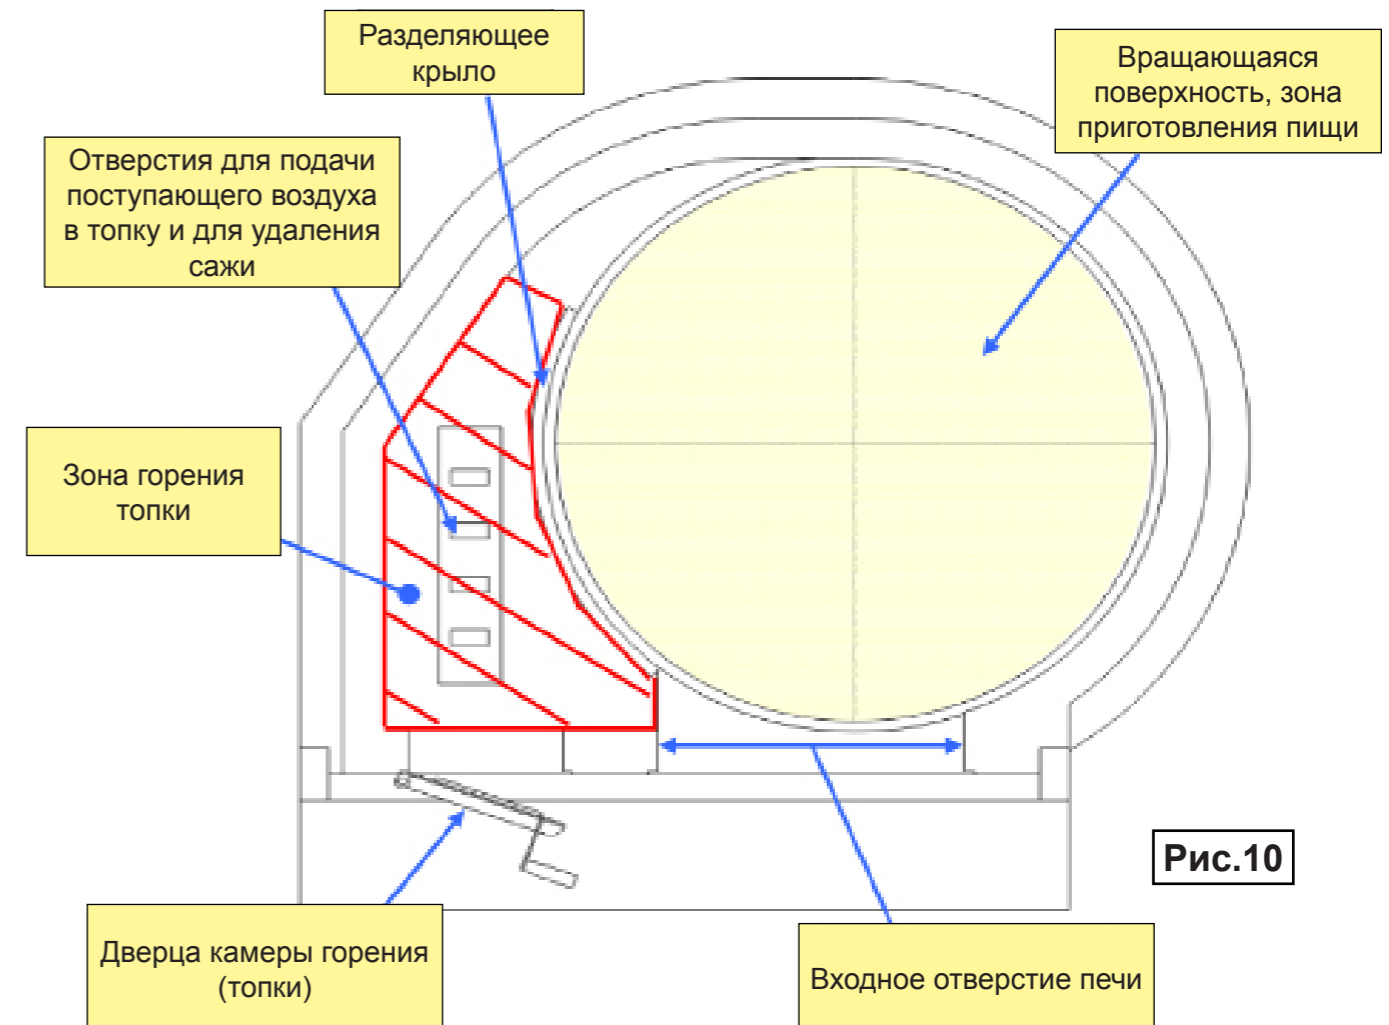 Разделяющее
крыло
Вращающаяся
поверхность, зона
приготовления пищи
Отверстия для подачи
поступающего воздуха
в топку и для удаления
сажи
Зона горения
топки
Рис.10
Дверца камеры горения
(топки)
Входное отверстие печи